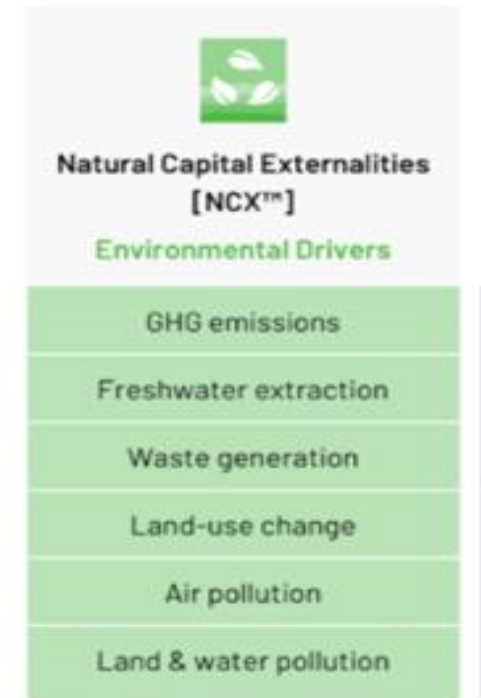 Natural Capital Externalities
[NCX™]
Environmental Drivers
GHG emissions
Freshwater extraction
Waste generation
Land-use change
Air pollution
Land & water pollution